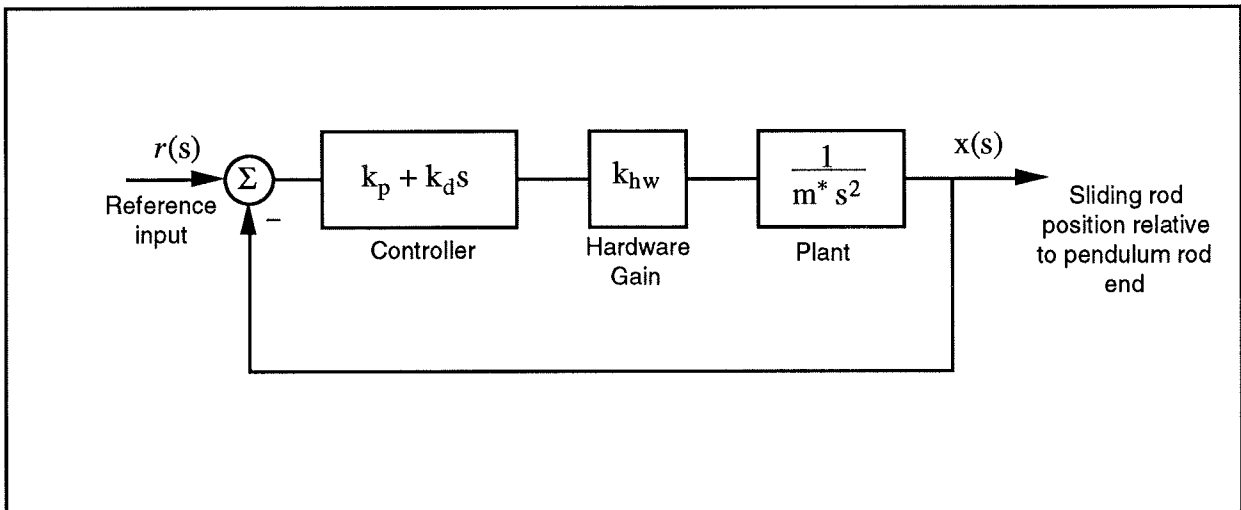 r(s)
Reference
input
Σ
−
k_p + k_d s
Controller
k_hw
Hardware
Gain
1
m* s²
Plant
x(s)
Sliding rod
position relative
to pendulum rod
end